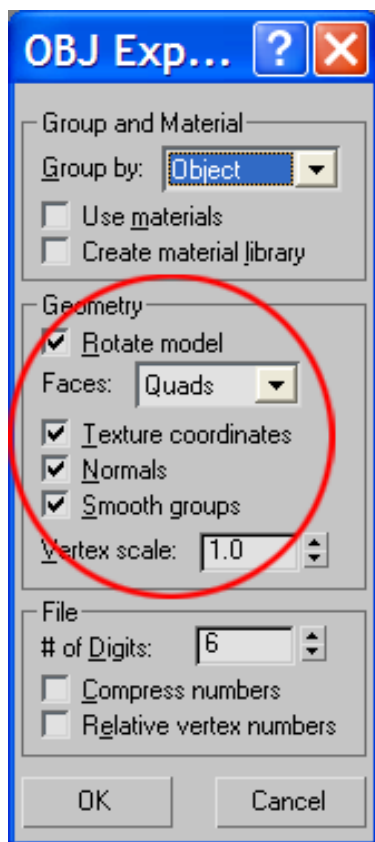 OBJ Exp...
Group and Material
Group by: Object
Use materials
Create material library
Geometry
Rotate model
Faces: Quads
Texture coordinates
Normals
Smooth groups
Vertex scale: 1.0
File
# of Digits: 6
Compress numbers
Relative vertex numbers
OK Cancel